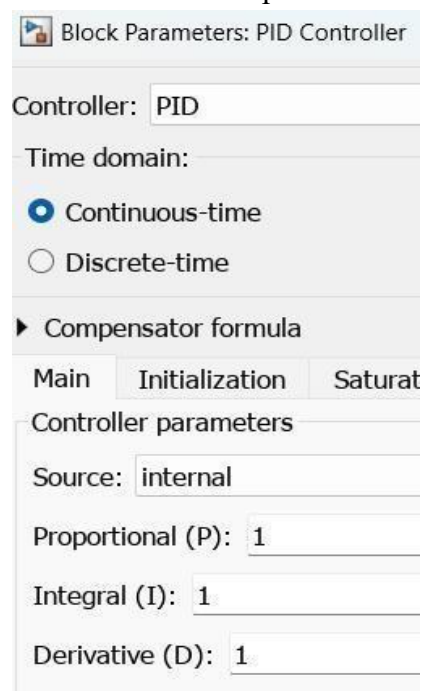 Block Parameters: PID Controller
Controller: PID
Time domain:
Continuous-time
Discrete-time
Compensator formula
Main Initialization Saturat
Controller parameters
Source: internal
Proportional (P): 1
Integral (I): 1
Derivative (D): 1